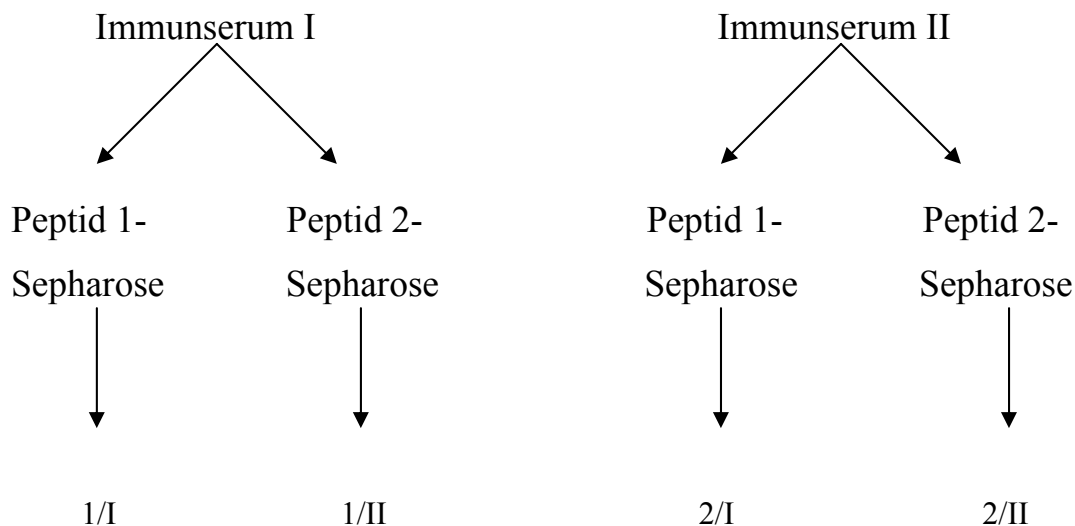 Immunserum I
Immunserum II
Peptid 1-
Sepharose
Peptid 2-
Sepharose
Peptid 1-
Sepharose
Peptid 2-
Sepharose
1/I
1/II
2/I
2/II